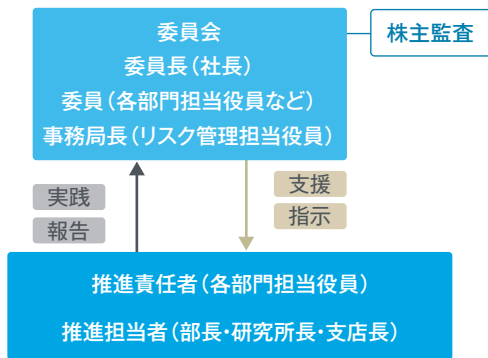 委員会
委員長(社長)
委員(各部門担当役員など)
事務局長(リスク管理担当役員)
株主監査
実践
報告
支援
指示
推進責任者(各部門担当役員)
推進担当者(部長・研究所長・支店長)